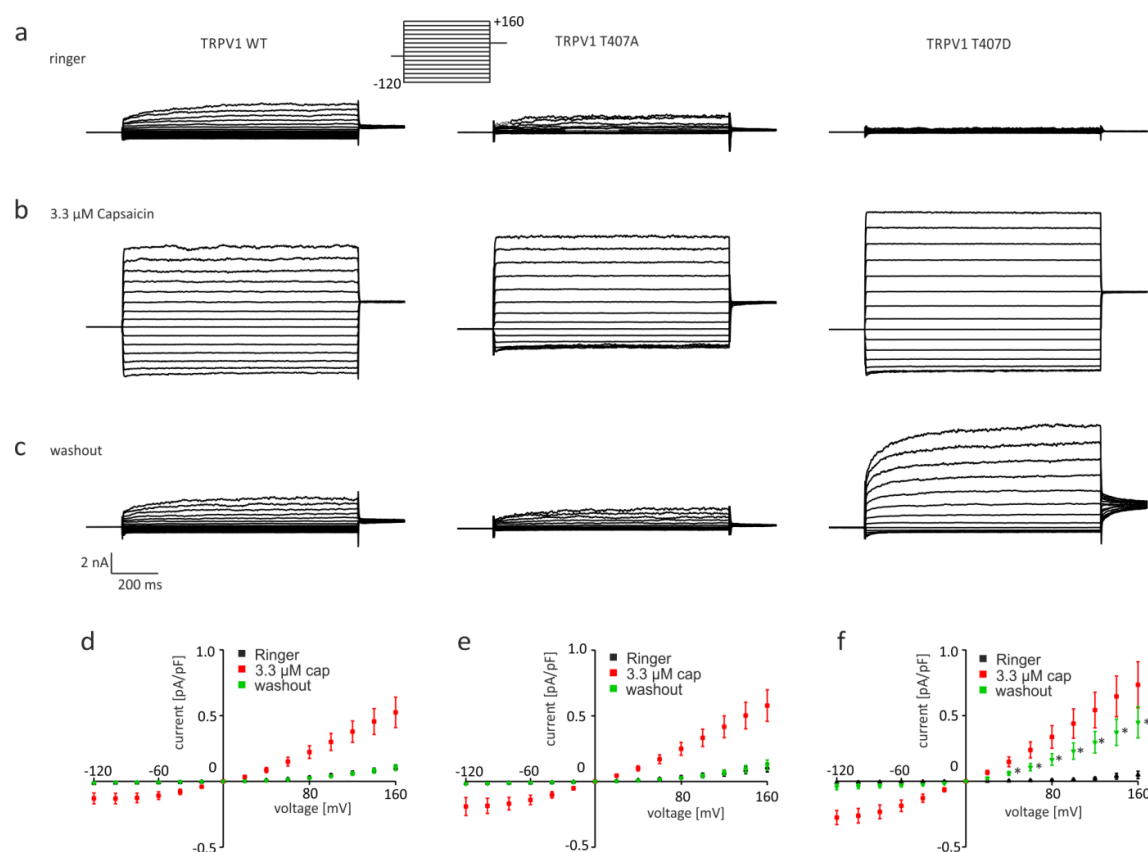 a
TRPV1 WT
+160
-120
TRPV1 T407A
TRPV1 T407D
ringer
b
3.3 µM Capsaicin
c
washout
2 nA
200 ms
d
1.0
0.5
0
-0.5
current [pA/pF]
Ringer
3.3 µM cap
washout
-120
-60
80
160
voltage [mV]
e
1.0
0.5
0
-0.5
current [pA/pF]
Ringer
3.3 µM cap
washout
-120
-60
80
160
voltage [mV]
f
1.0
0.5
0
-0.5
current [pA/pF]
Ringer
3.3 µM cap
washout
* * * * * * *
-120
-60
80
160
voltage [mV]